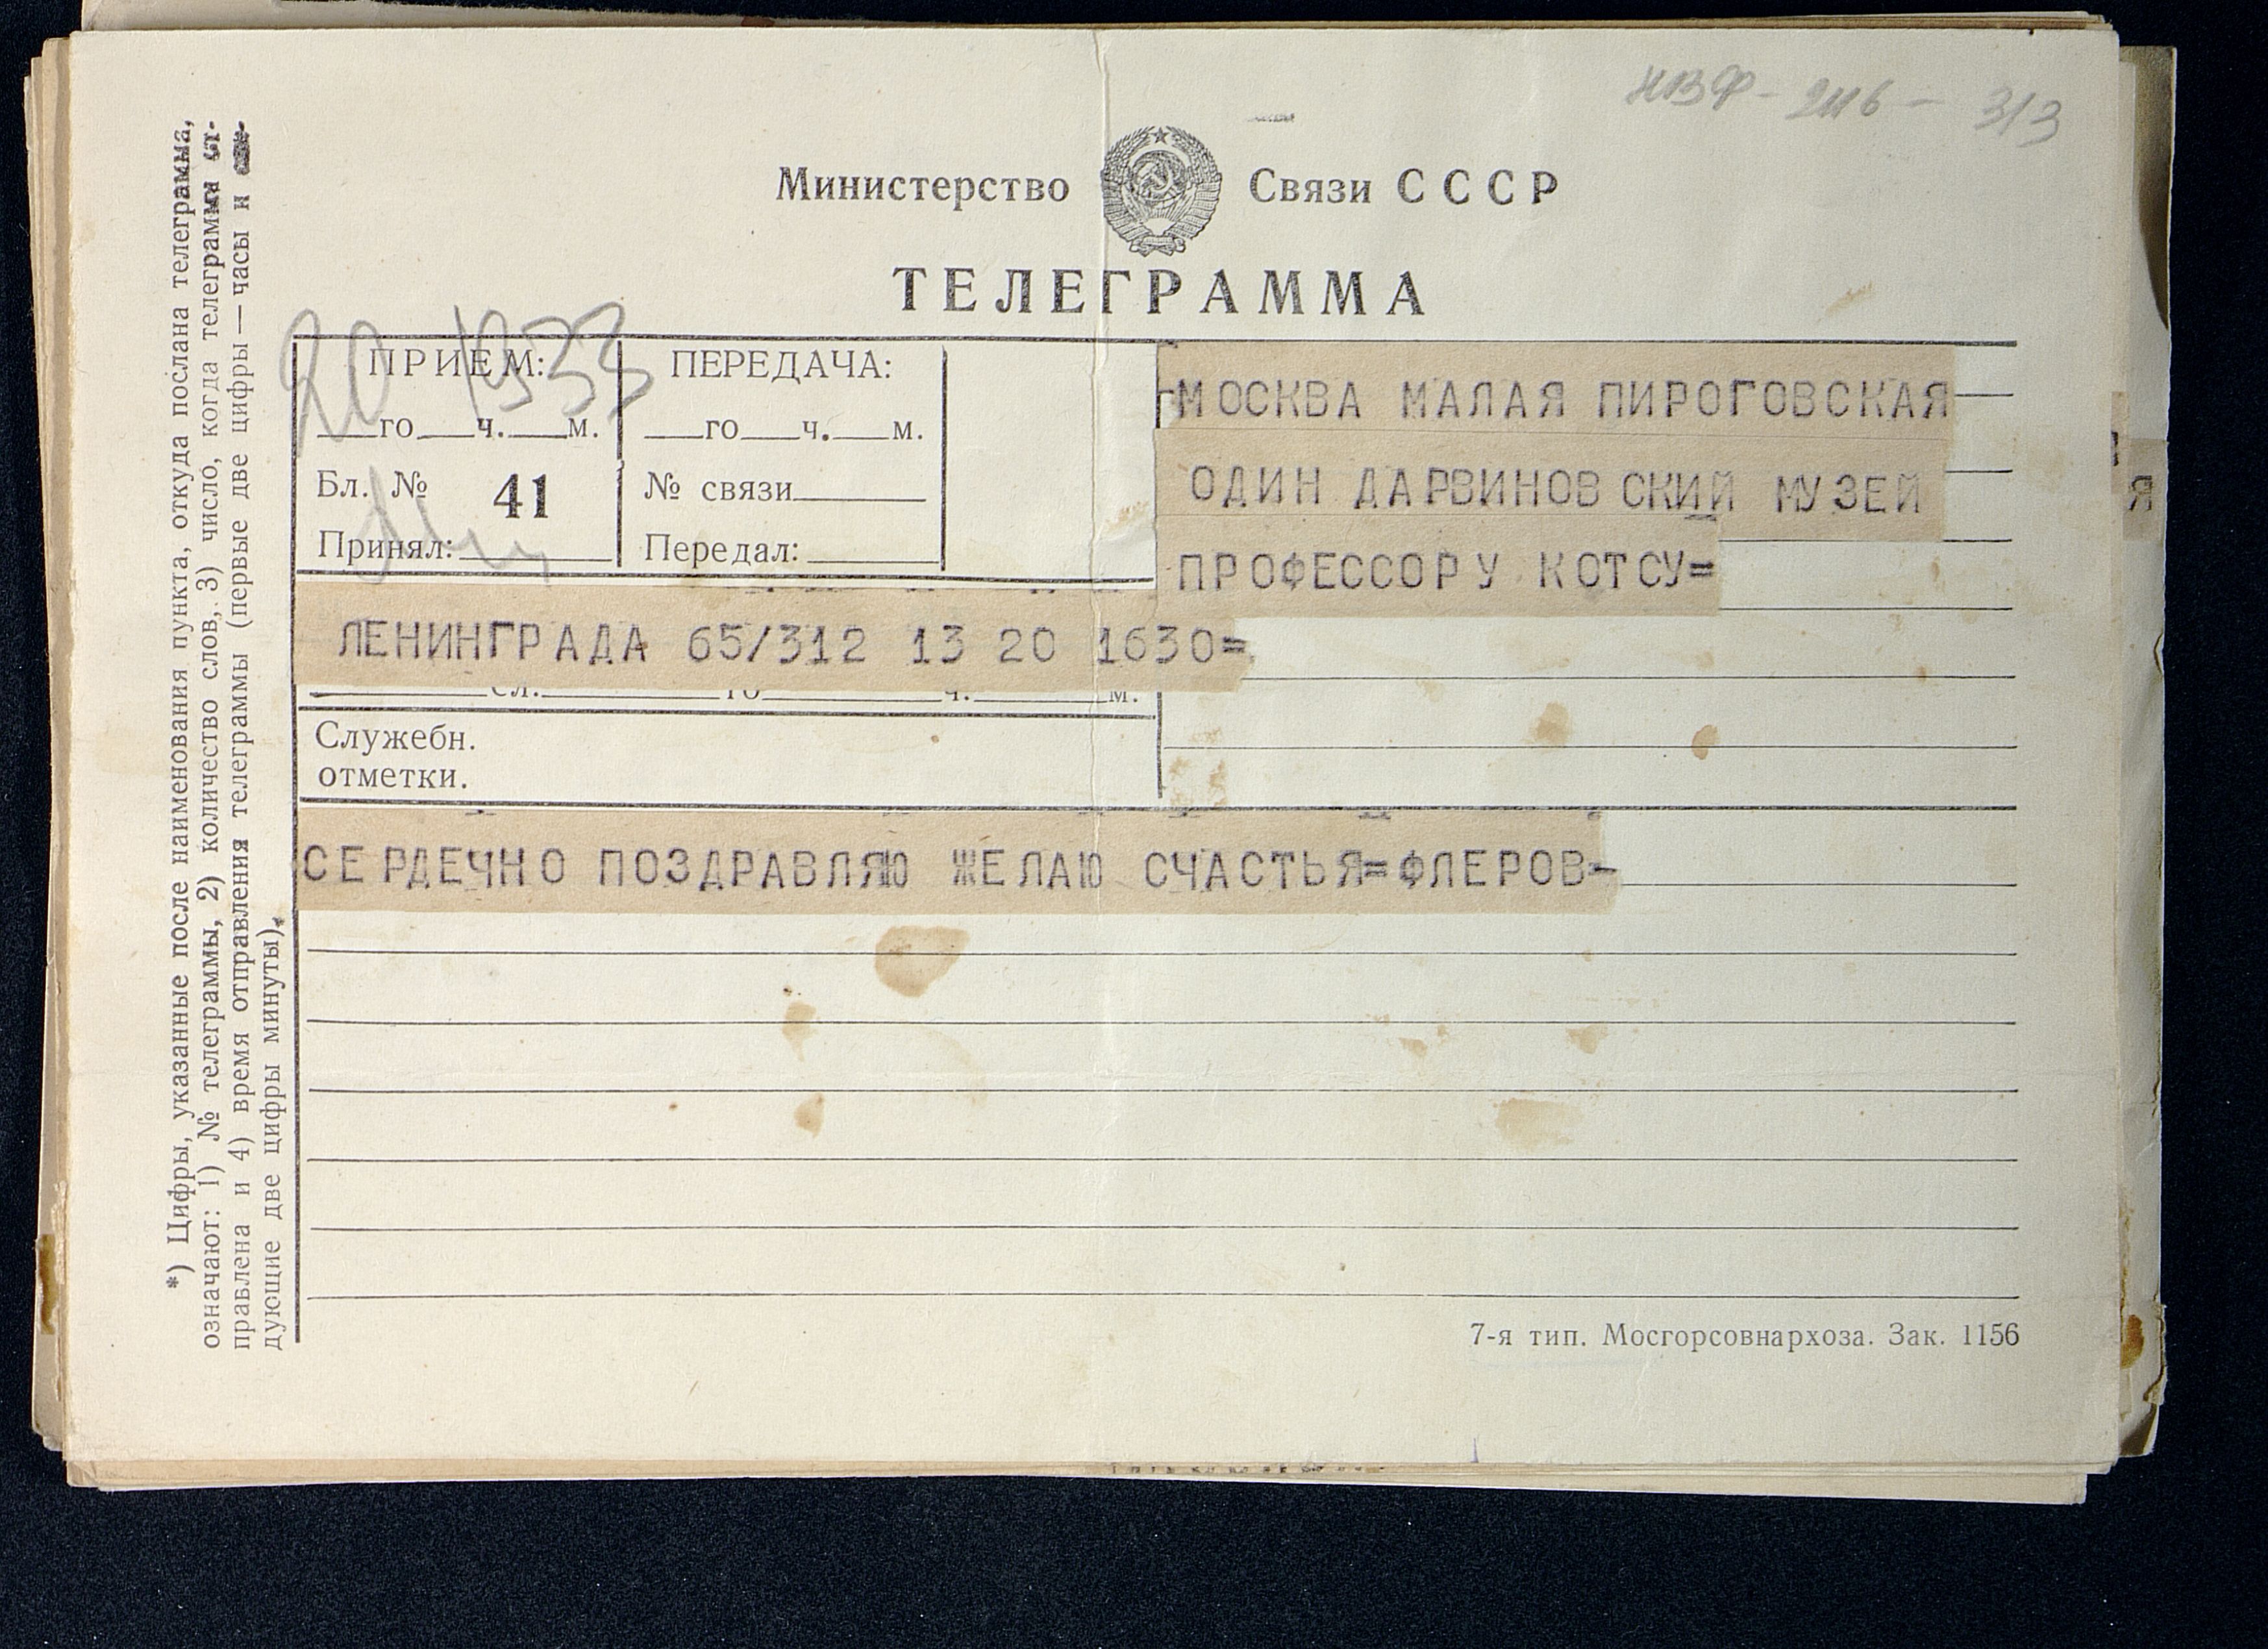 НВФ - 2116 - 313
Министерство Связи СССР
ТЕЛЕГРАММА
20 1933
ПРИЕМ:
го ч. м.
Бл. № 41
Принял:
ПЕРЕДАЧА:
го ч. м.
№ связи
Передал:
МОСКВА МАЛАЯ ПИРОГОВСКАЯ
ОДИН ДАРВИНОВСКИЙ МУЗЕЙ
ПРОФЕССОРУ КОТСУ=
ЛЕНИНГРАДА 65/312 13 20 1630=
сл. го ч. м.
Служебн.
отметки.
СЕРДЕЧНО ПОЗДРАВЛЯЮ ЖЕЛАЮ СЧАСТЬЯ=ФЛЕРОВ-
7-я тип. Мосгорсовнархоза. Зак. 1156
*) Цифры, указанные после наименования пункта, откуда послана телеграмма,
означают: 1) № телеграммы, 2) количество слов, 3) число, когда телеграмма от-
правлена и 4) время отправления телеграммы (первые две цифры — часы и сле-
дующие две цифры минуты).
Я